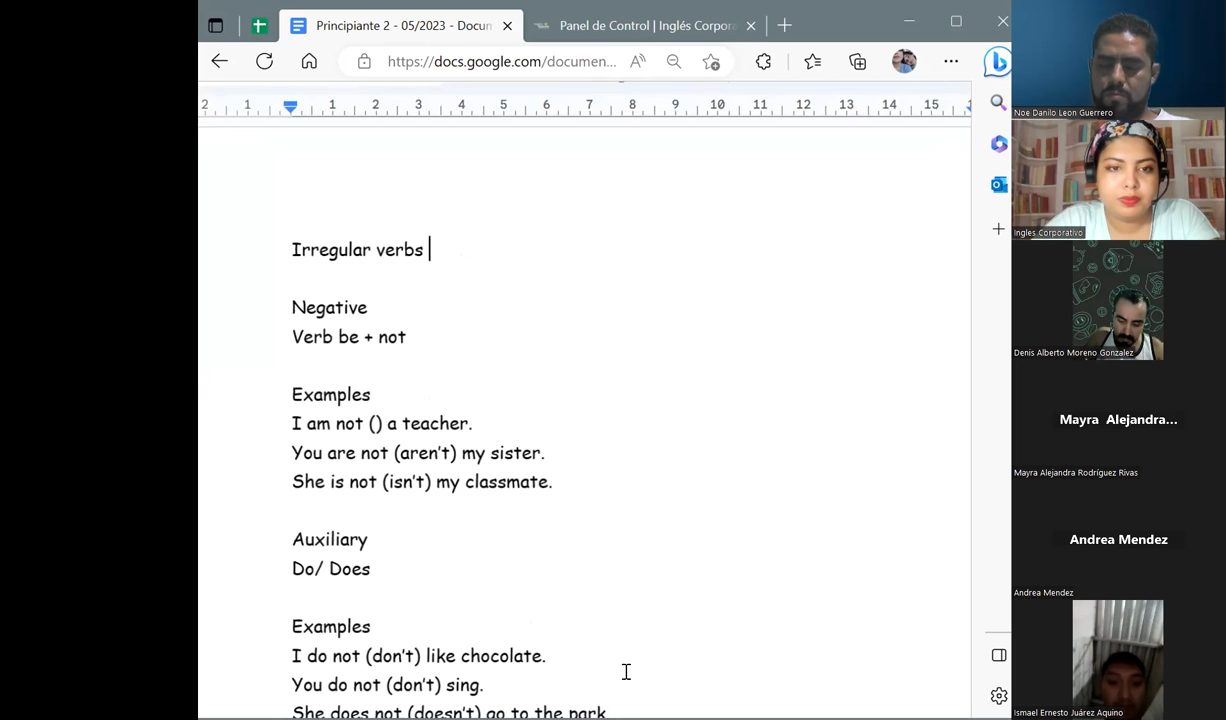 Principiante 2 - 05/2023 - Docun
Panel de Control | Inglés Corpora
https://docs.google.com/documen...
2 1 1 2 3 4 5 6 7 8 9 10 11 12 13 14 15
Irregular verbs
Negative
Verb be + not
Examples
I am not () a teacher.
You are not (aren't) my sister.
She is not (isn't) my classmate.
Auxiliary
Do/ Does
Examples
I do not (don't) like chocolate.
You do not (don't) sing.
She does not (doesn't) go to the park
Noe Danilo Leon Guerrero
Ingles Corporativo
Denis Alberto Moreno Gonzalez
Mayra Alejandra...
Mayra Alejandra Rodríguez Rivas
Andrea Mendez
Andrea Mendez
Ismael Ernesto Juárez Aquino